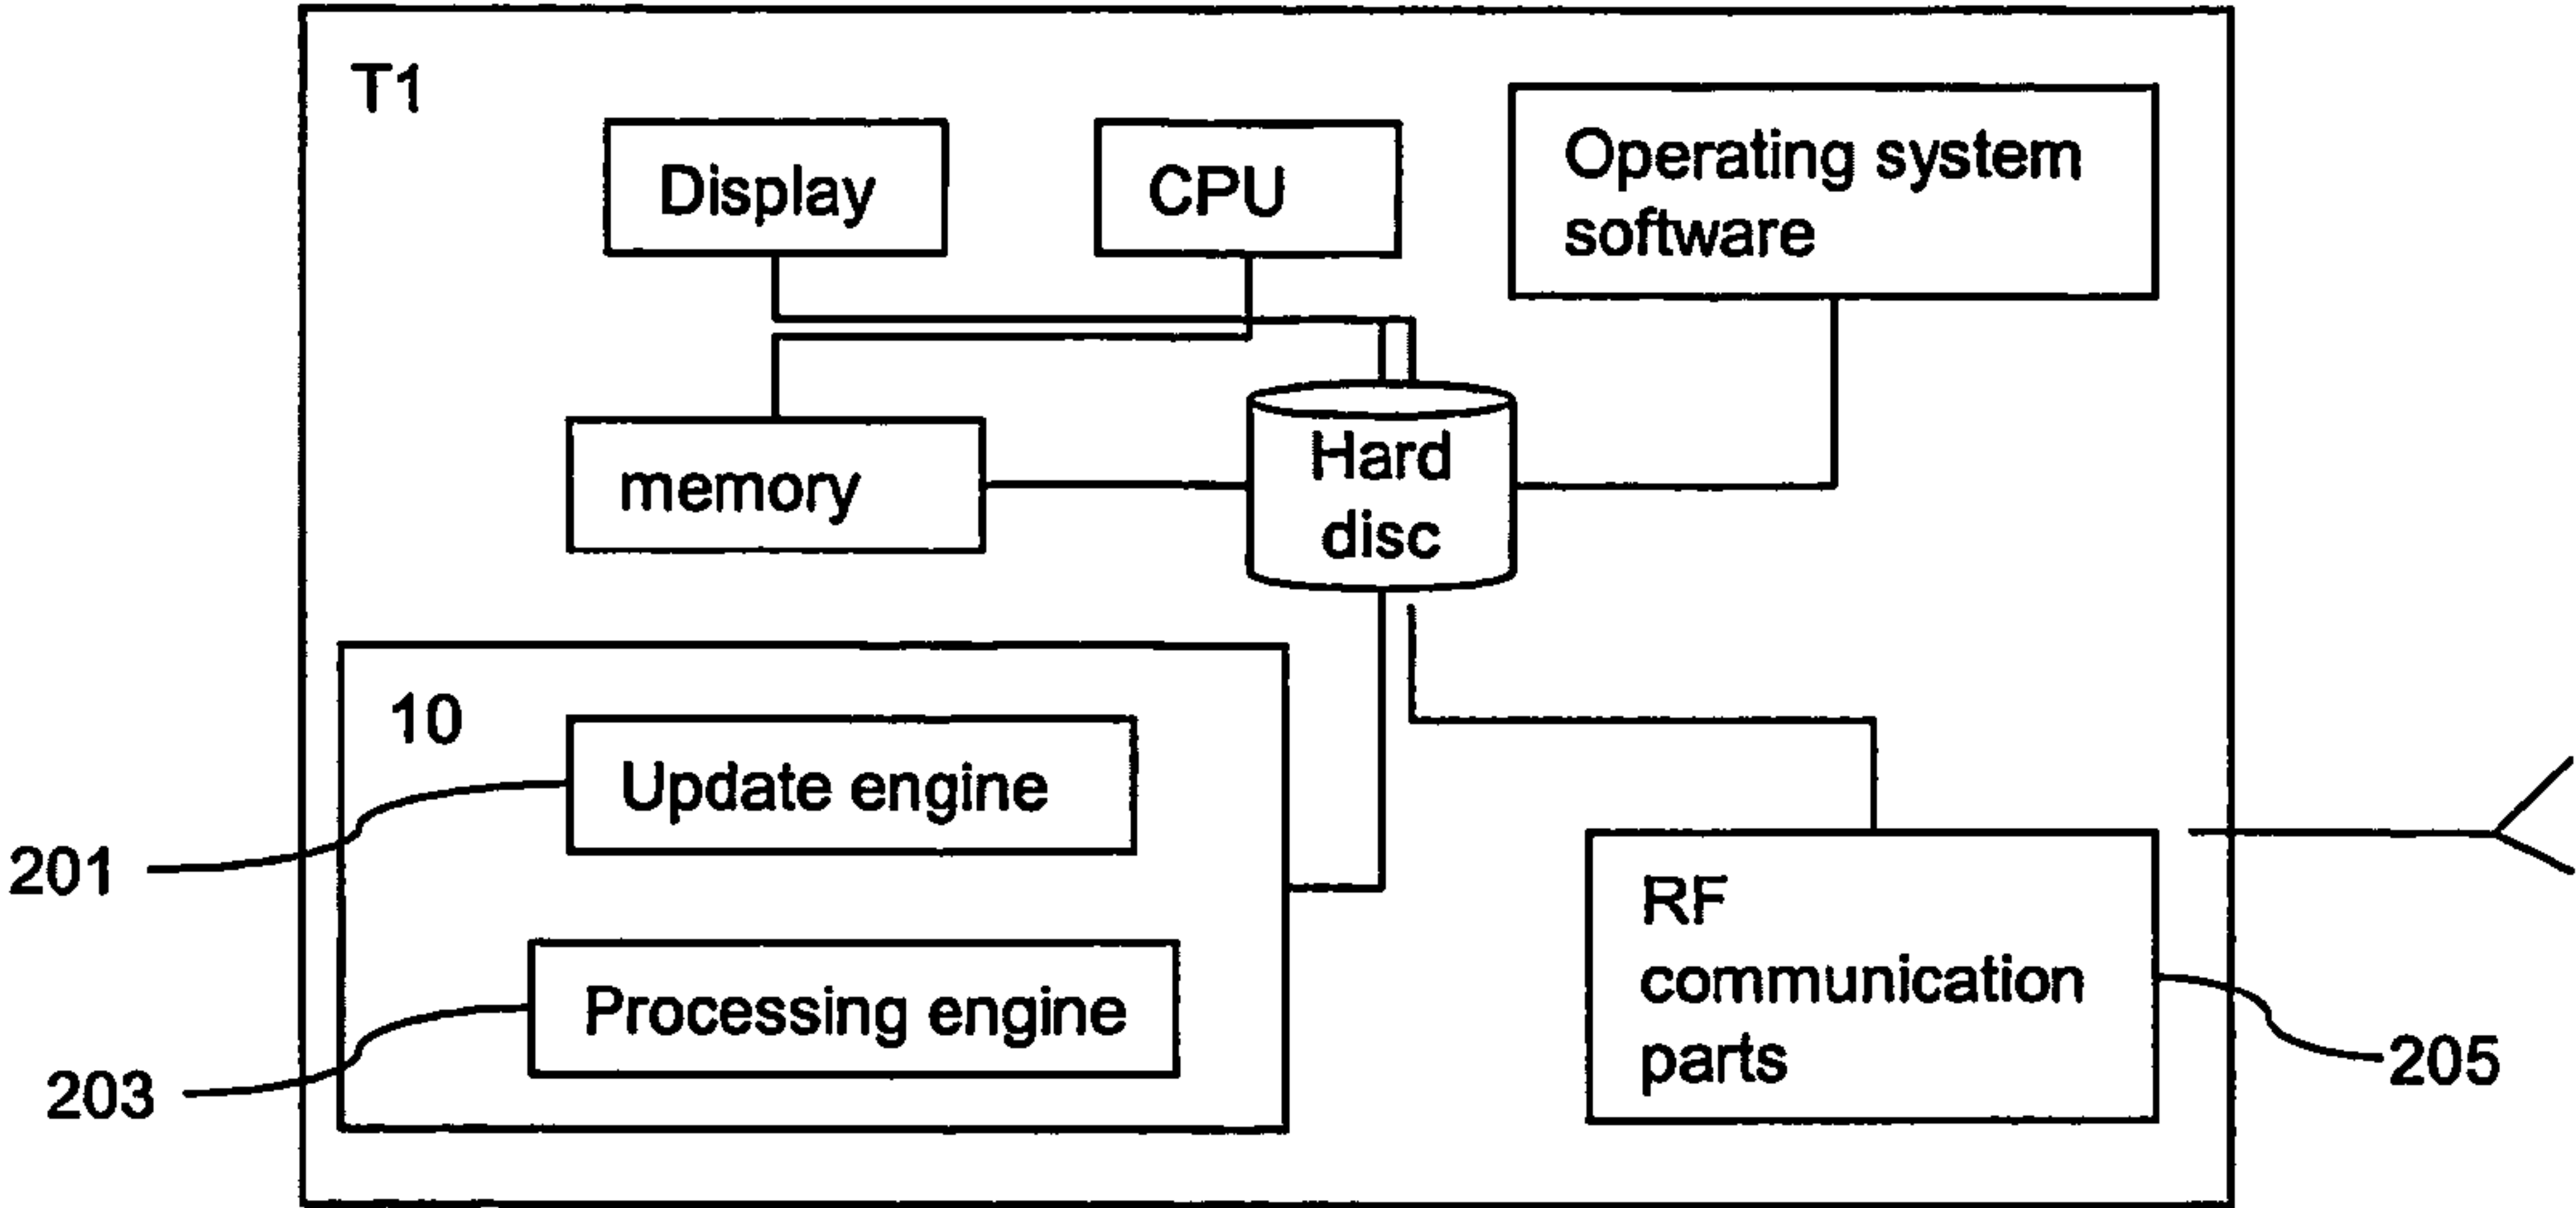 T1
Display
CPU
Operating system
software
memory
Hard
disc
10
Update engine
201
Processing engine
203
RF
communication
parts
205